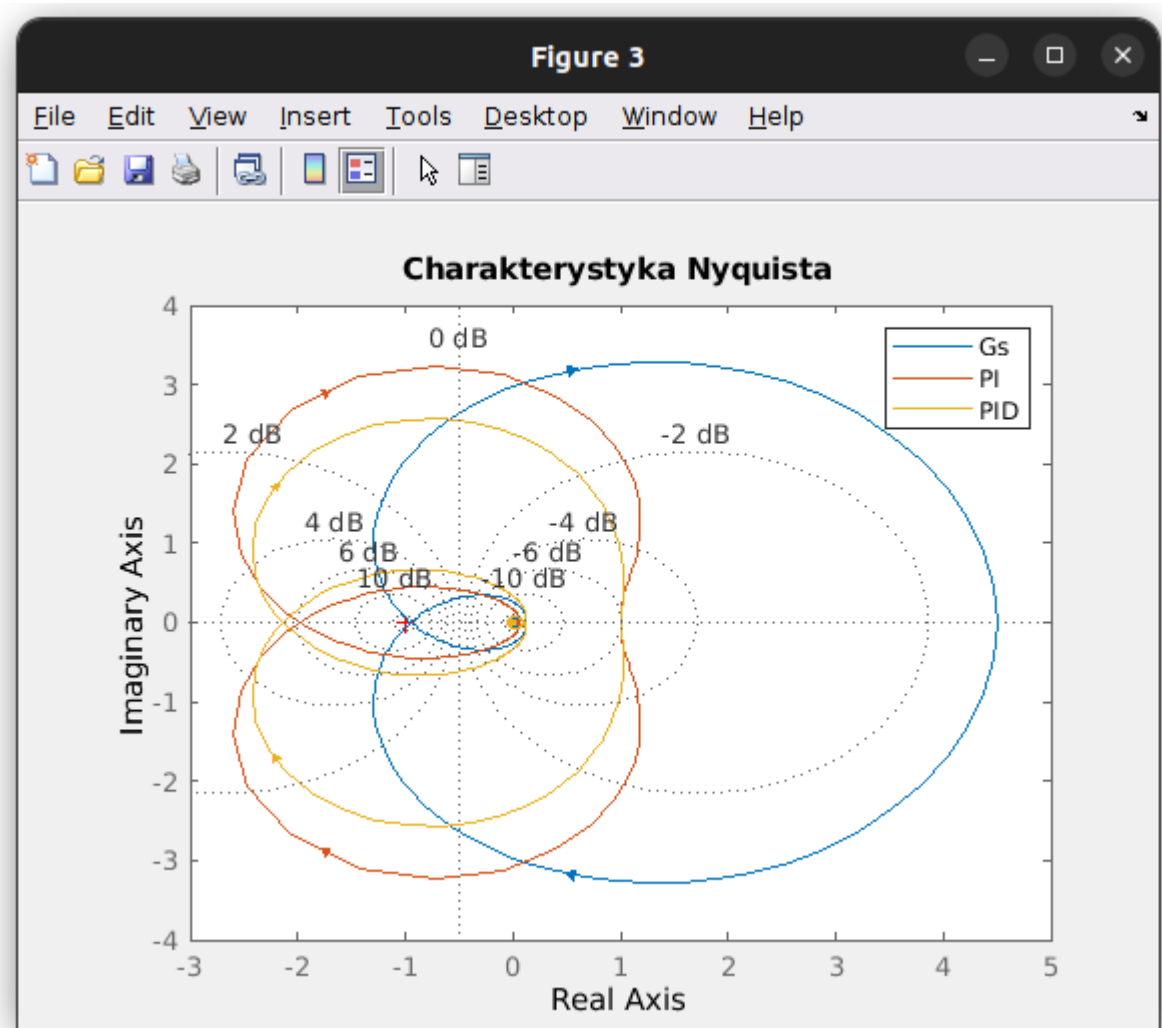 Figure 3
File Edit View Insert Tools Desktop Window Help
Charakterystyka Nyquista
4
3
2
1
0
-1
-2
-3
-4
Imaginary Axis
0 dB
2 dB
-2 dB
4 dB
-4 dB
6 dB
-6 dB
10 dB
-10 dB
Gs
PI
PID
-3 -2 -1 0 1 2 3 4 5
Real Axis